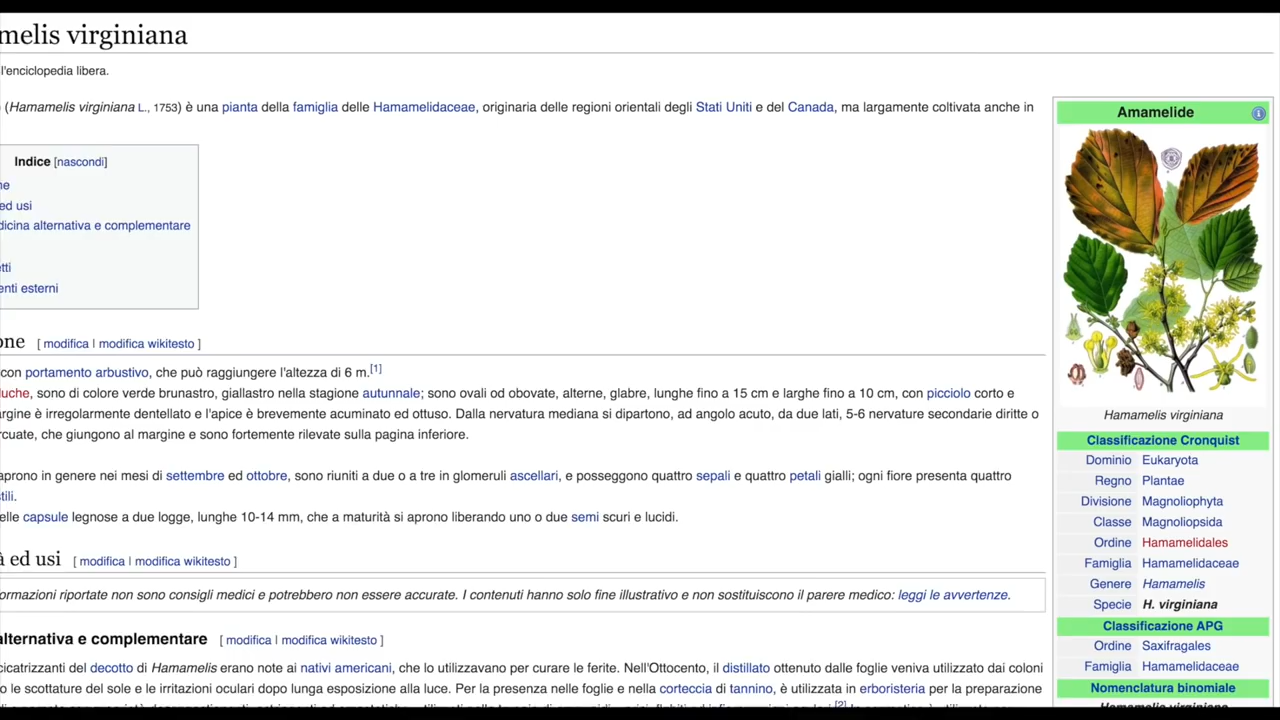 melis virginiana
l'enciclopedia libera.
(Hamamelis virginiana L., 1753) è una pianta della famiglia delle Hamamelidaceae, originaria delle regioni orientali degli Stati Uniti e del Canada, ma largamente coltivata anche in
Indice [nascondi]
ne
ed usi
dicina alternativa e complementare
etti
enti esterni
one [ modifica | modifica wikitesto ]
con portamento arbustivo, che può raggiungere l'altezza di 6 m.[1]
luche, sono di colore verde brunastro, giallastro nella stagione autunnale; sono ovali od obovate, alterne, glabre, lunghe fino a 15 cm e larghe fino a 10 cm, con picciolo corto e
argine è irregolarmente dentellato e l'apice è brevemente acuminato ed ottuso. Dalla nervatura mediana si dipartono, ad angolo acuto, da due lati, 5-6 nervature secondarie diritte o
rcuate, che giungono al margine e sono fortemente rilevate sulla pagina inferiore.
aprono in genere nei mesi di settembre ed ottobre, sono riuniti a due o a tre in glomeruli ascellari, e posseggono quattro sepali e quattro petali gialli; ogni fiore presenta quattro
tili.
elle capsule legnose a due logge, lunghe 10-14 mm, che a maturità si aprono liberando uno o due semi scuri e lucidi.
à ed usi [ modifica | modifica wikitesto ]
ormazioni riportate non sono consigli medici e potrebbero non essere accurate. I contenuti hanno solo fine illustrativo e non sostituiscono il parere medico: leggi le avvertenze.
alternativa e complementare [ modifica | modifica wikitesto ]
cicatrizzanti del decotto di Hamamelis erano note ai nativi americani, che lo utilizzavano per curare le ferite. Nell'Ottocento, il distillato ottenuto dalle foglie veniva utilizzato dai coloni
o le scottature del sole e le irritazioni oculari dopo lunga esposizione alla luce. Per la presenza nelle foglie e nella corteccia di tannino, è utilizzata in erboristeria per la preparazione
[2]
Amamelide
Hamamelis virginiana
Classificazione Cronquist
Dominio Eukaryota
Regno Plantae
Divisione Magnoliophyta
Classe Magnoliopsida
Ordine Hamamelidales
Famiglia Hamamelidaceae
Genere Hamamelis
Specie H. virginiana
Classificazione APG
Ordine Saxifragales
Famiglia Hamamelidaceae
Nomenclatura binomiale
Hamamelis virginiana